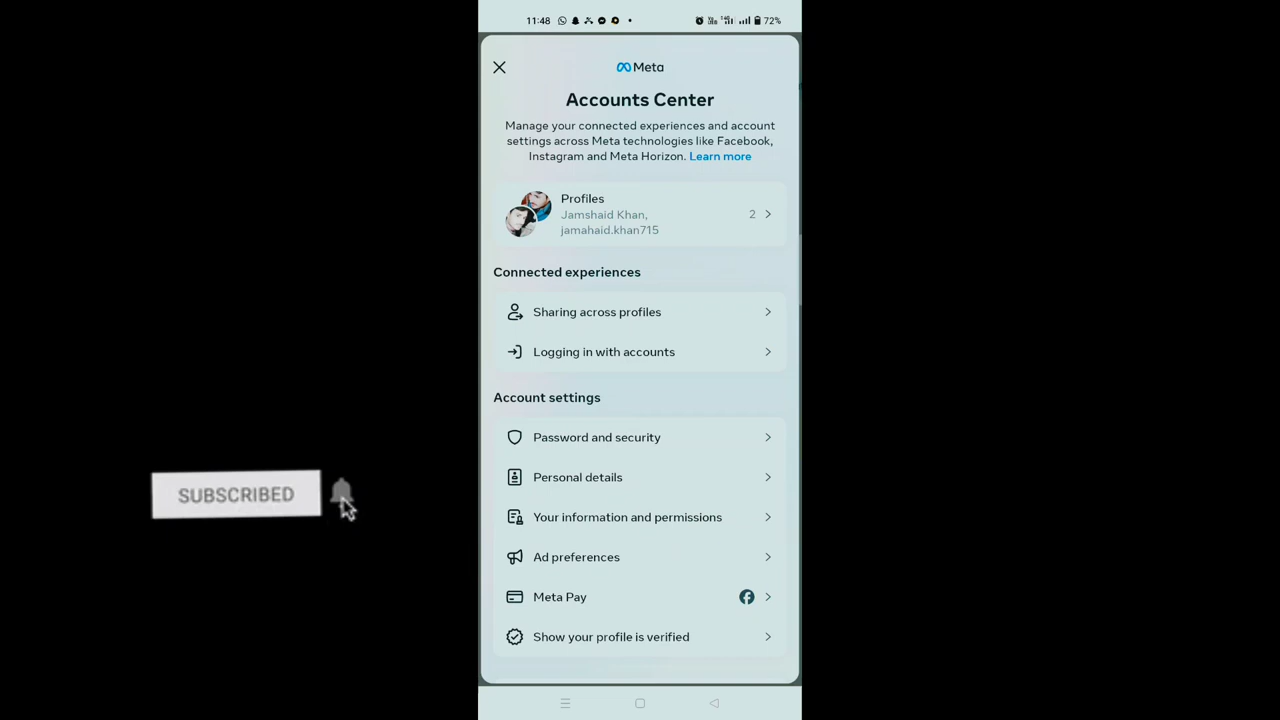 11:48
72%
Meta
Accounts Center
Manage your connected experiences and account
settings across Meta technologies like Facebook,
Instagram and Meta Horizon. Learn more
Profiles
Jamshaid Khan,
jamahaid.khan715
2
Connected experiences
Sharing across profiles
Logging in with accounts
Account settings
Password and security
Personal details
Your information and permissions
Ad preferences
Meta Pay
Show your profile is verified
SUBSCRIBED